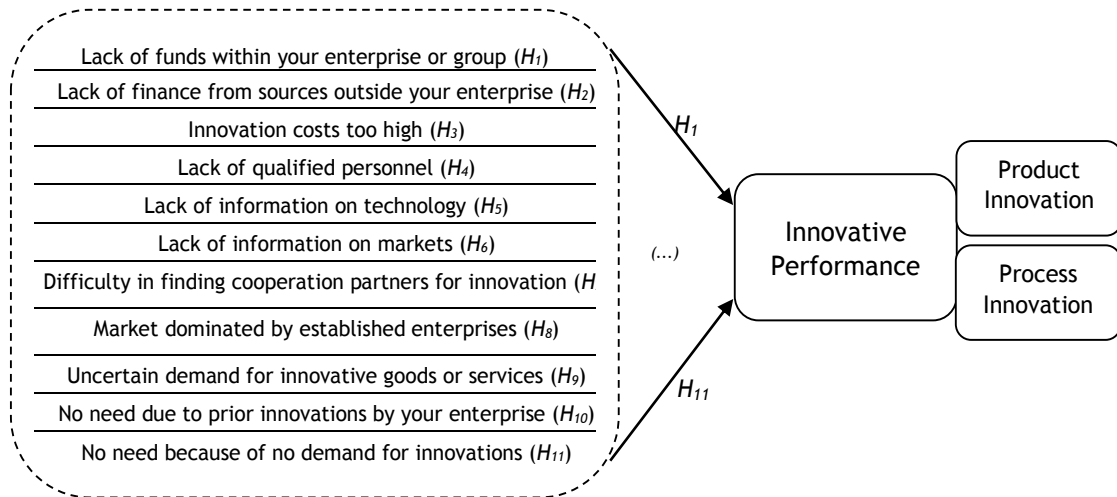 Lack of funds within your enterprise or group (H₁)
Lack of finance from sources outside your enterprise (H₂)
Innovation costs too high (H₃)
Lack of qualified personnel (H₄)
Lack of information on technology (H₅)
Lack of information on markets (H₆)
Difficulty in finding cooperation partners for innovation (H
Market dominated by established enterprises (H₈)
Uncertain demand for innovative goods or services (H₉)
No need due to prior innovations by your enterprise (H₁₀)
No need because of no demand for innovations (H₁₁)
H₁
(...)
H₁₁
Innovative
Performance
Product
Innovation
Process
Innovation